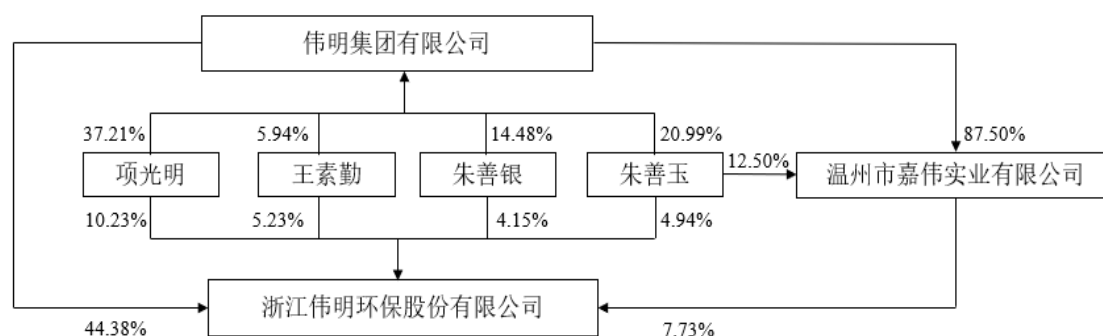 伟明集团有限公司
37.21% 5.94% 14.48% 20.99% 87.50%
项光明 王素勤 朱善银 朱善玉 12.50% 温州市嘉伟实业有限公司
10.23% 5.23% 4.15% 4.94%
浙江伟明环保股份有限公司
44.38% 7.73%